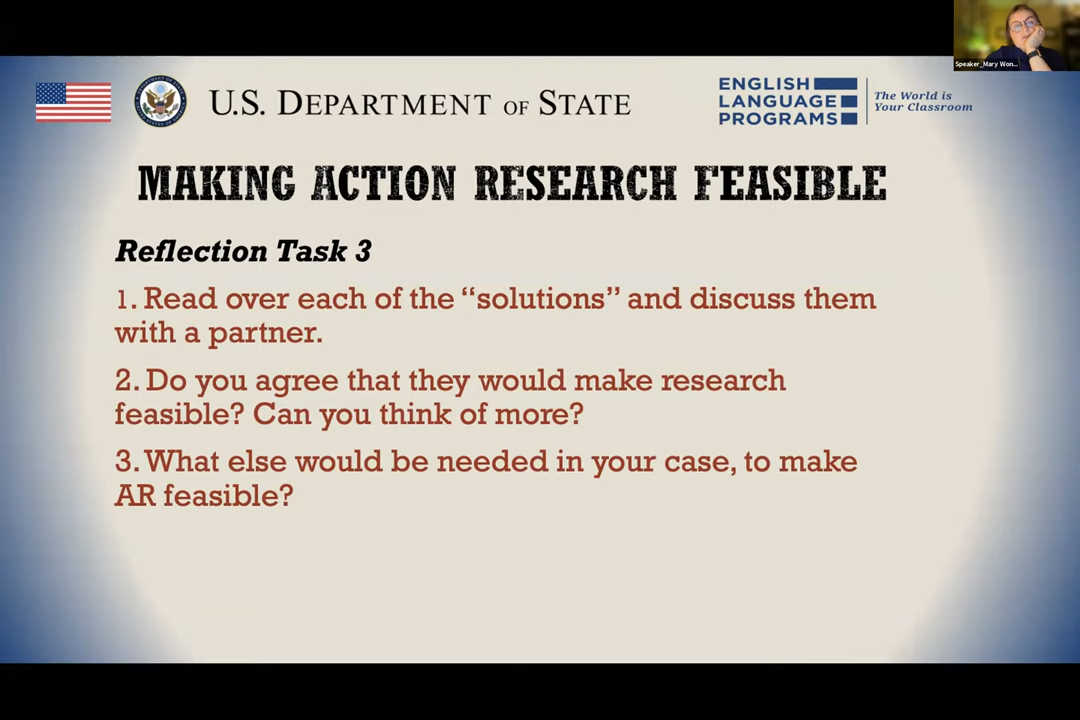 Speaker_Mary Won...
U.S. DEPARTMENT OF STATE
ENGLISH
LANGUAGE
PROGRAMS
The World is
Your Classroom
MAKING ACTION RESEARCH FEASIBLE
Reflection Task 3
1. Read over each of the “solutions” and discuss them
with a partner.
2. Do you agree that they would make research
feasible? Can you think of more?
3. What else would be needed in your case, to make
AR feasible?